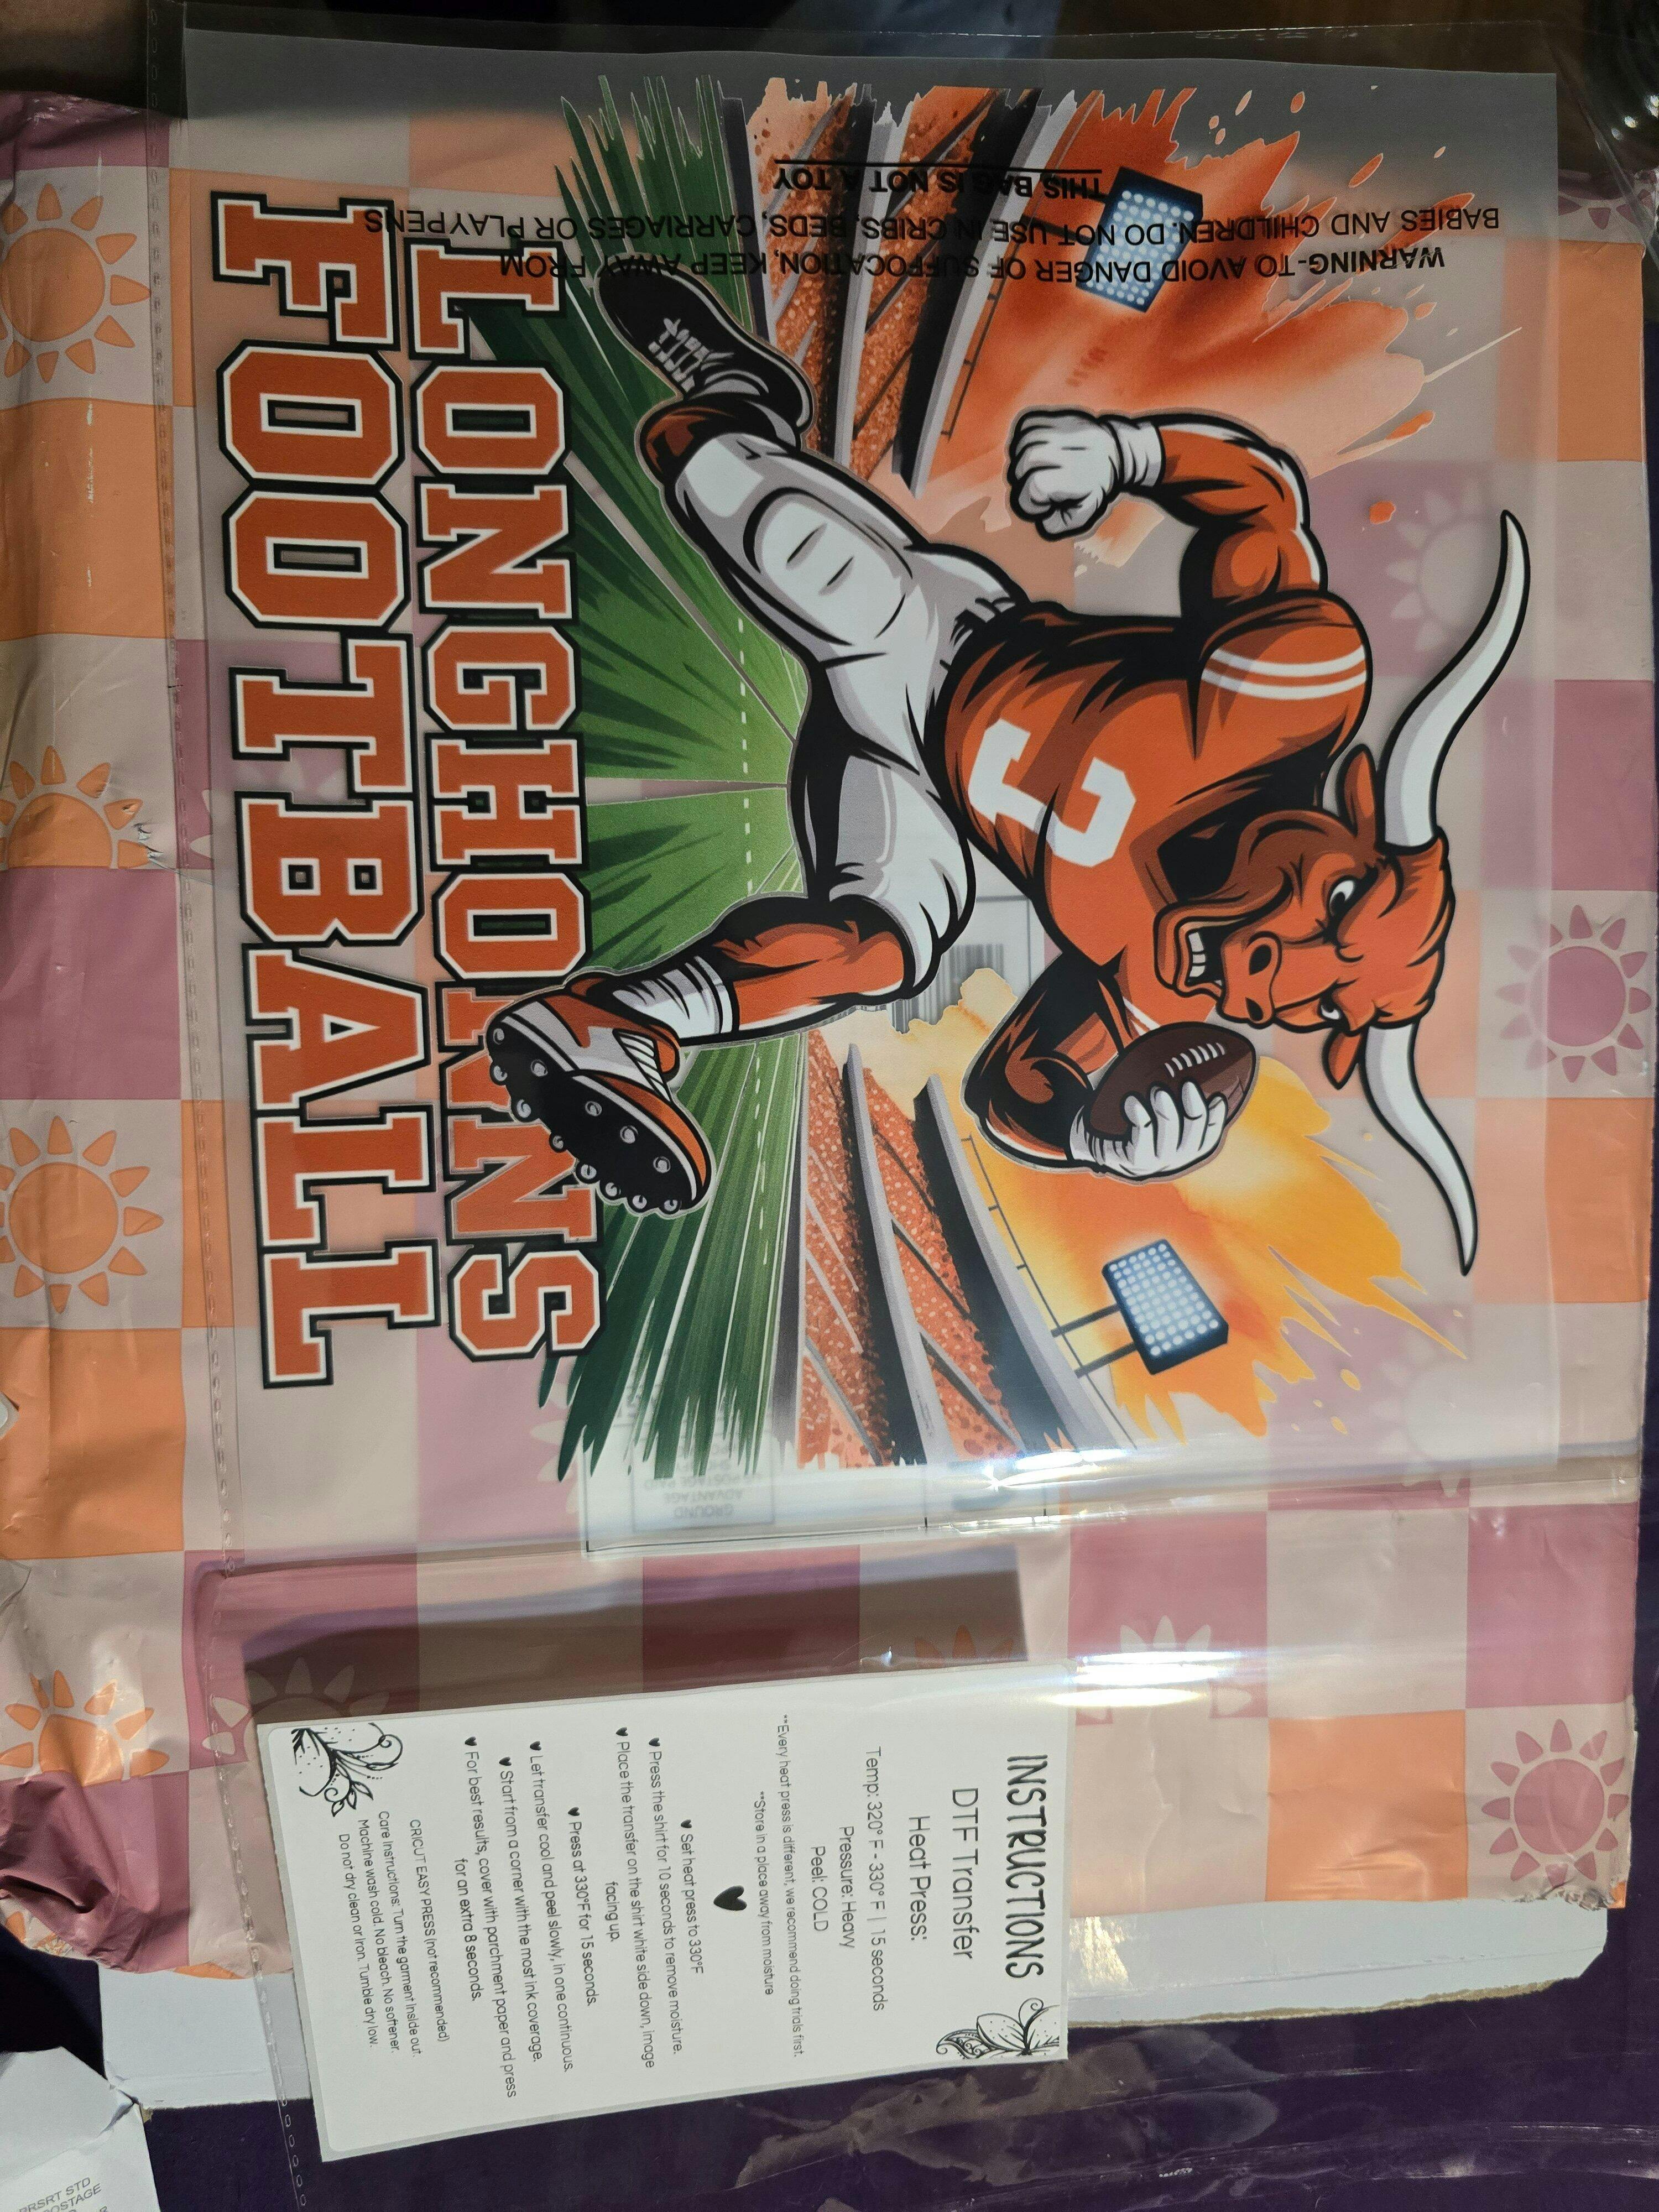 LONGHORNS
FOOTBALL
WARNING-TO AVOID DANGER OF SUFFOCATION, KEEP AWAY FROM
BABIES AND CHILDREN. DO NOT USE IN CRIBS, BEDS, CARRIAGES OR PLAYPENS
THIS BAG IS NOT A TOY
INSTRUCTIONS
DTF Transfer
Heat Press:
Temp: 320° F - 330° F | 15 seconds
Pressure: Heavy
Peel: COLD
**Every heat press is different, we recommend doing trials first.
**Store in a place away from moisture
♥ Set heat press to 330°F
♥ Press the shirt for 10 seconds to remove moisture.
♥ Place the transfer on the shirt white side down, image
facing up.
♥ Press at 330°F for 15 seconds.
♥ Let transfer cool and peel slowly, in one continuous.
♥ Start from a corner with the most ink coverage.
♥ For best results, cover with parchment paper and press
for an extra 8 seconds.
CRICUT EASY PRESS (not recommended)
Care Instructions: Turn the garment inside out.
Machine wash cold. No bleach. No softener.
Do not dry clean or Iron. Tumble dry low.
GROUND
ADVANTAGE
PRSRT STD
POSTAGE